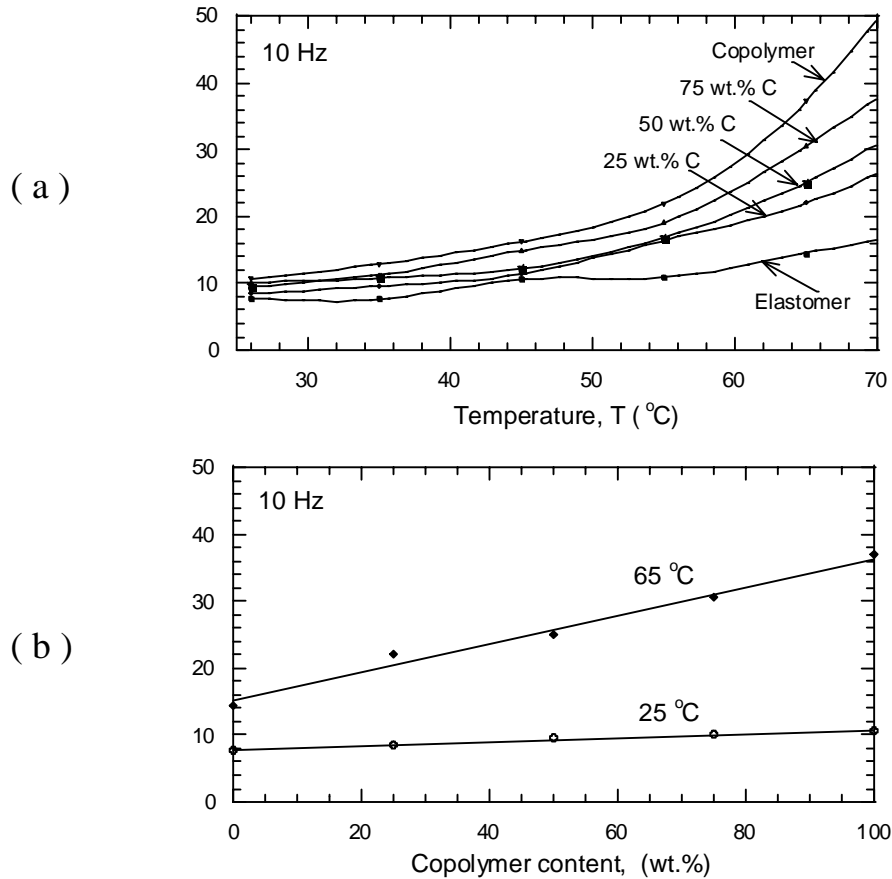 ( a )
50
40
30
20
10
0
10 Hz
Copolymer
75 wt.% C
50 wt.% C
25 wt.% C
Elastomer
30 40 50 60 70
Temperature, T ( °C)
( b )
50
40
30
20
10
0
10 Hz
65 °C
25 °C
0 20 40 60 80 100
Copolymer content, (wt.%)